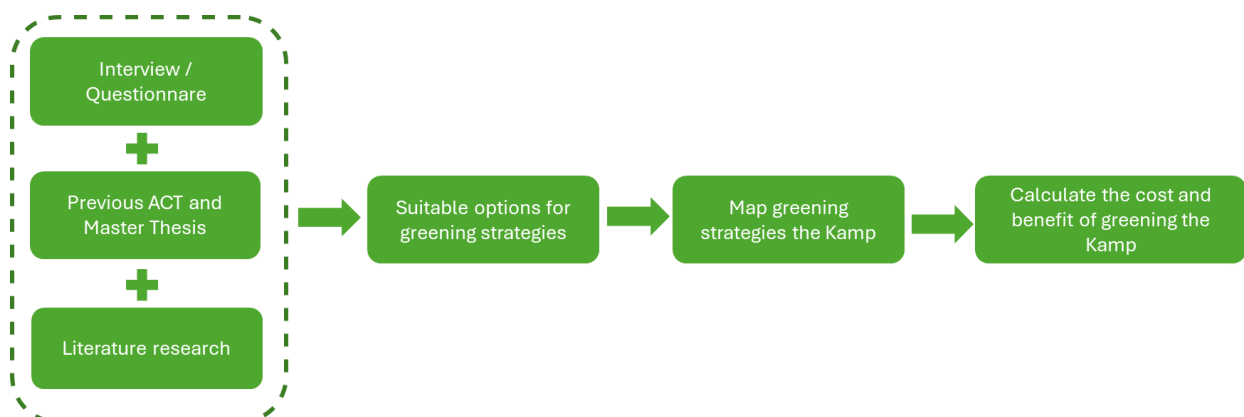 Interview /
Questionnare
Previous ACT and
Master Thesis
Literature research
Suitable options for
greening strategies
Map greening
strategies the Kamp
Calculate the cost and
benefit of greening the
Kamp